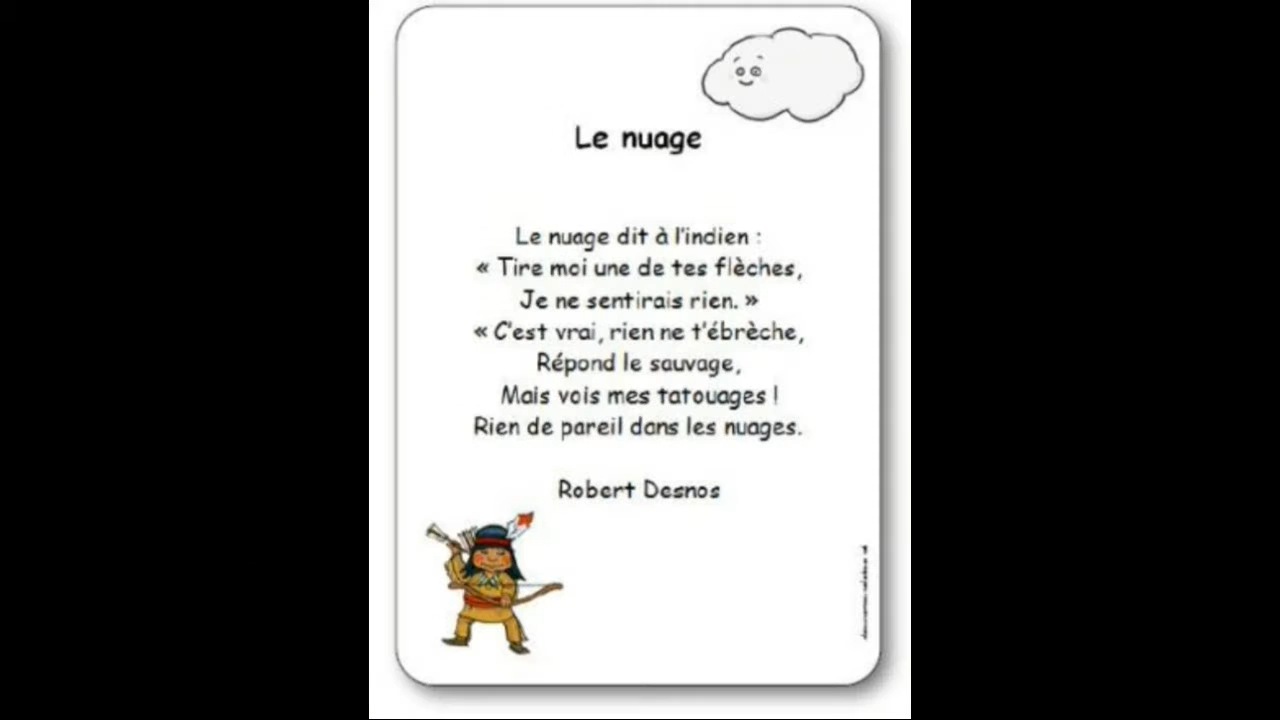 Le nuage
Le nuage dit à l'indien :
« Tire moi une de tes flèches,
Je ne sentirais rien. »
« C'est vrai, rien ne t'ébrèche,
Répond le sauvage,
Mais vois mes tatouages !
Rien de pareil dans les nuages.
Robert Desnos